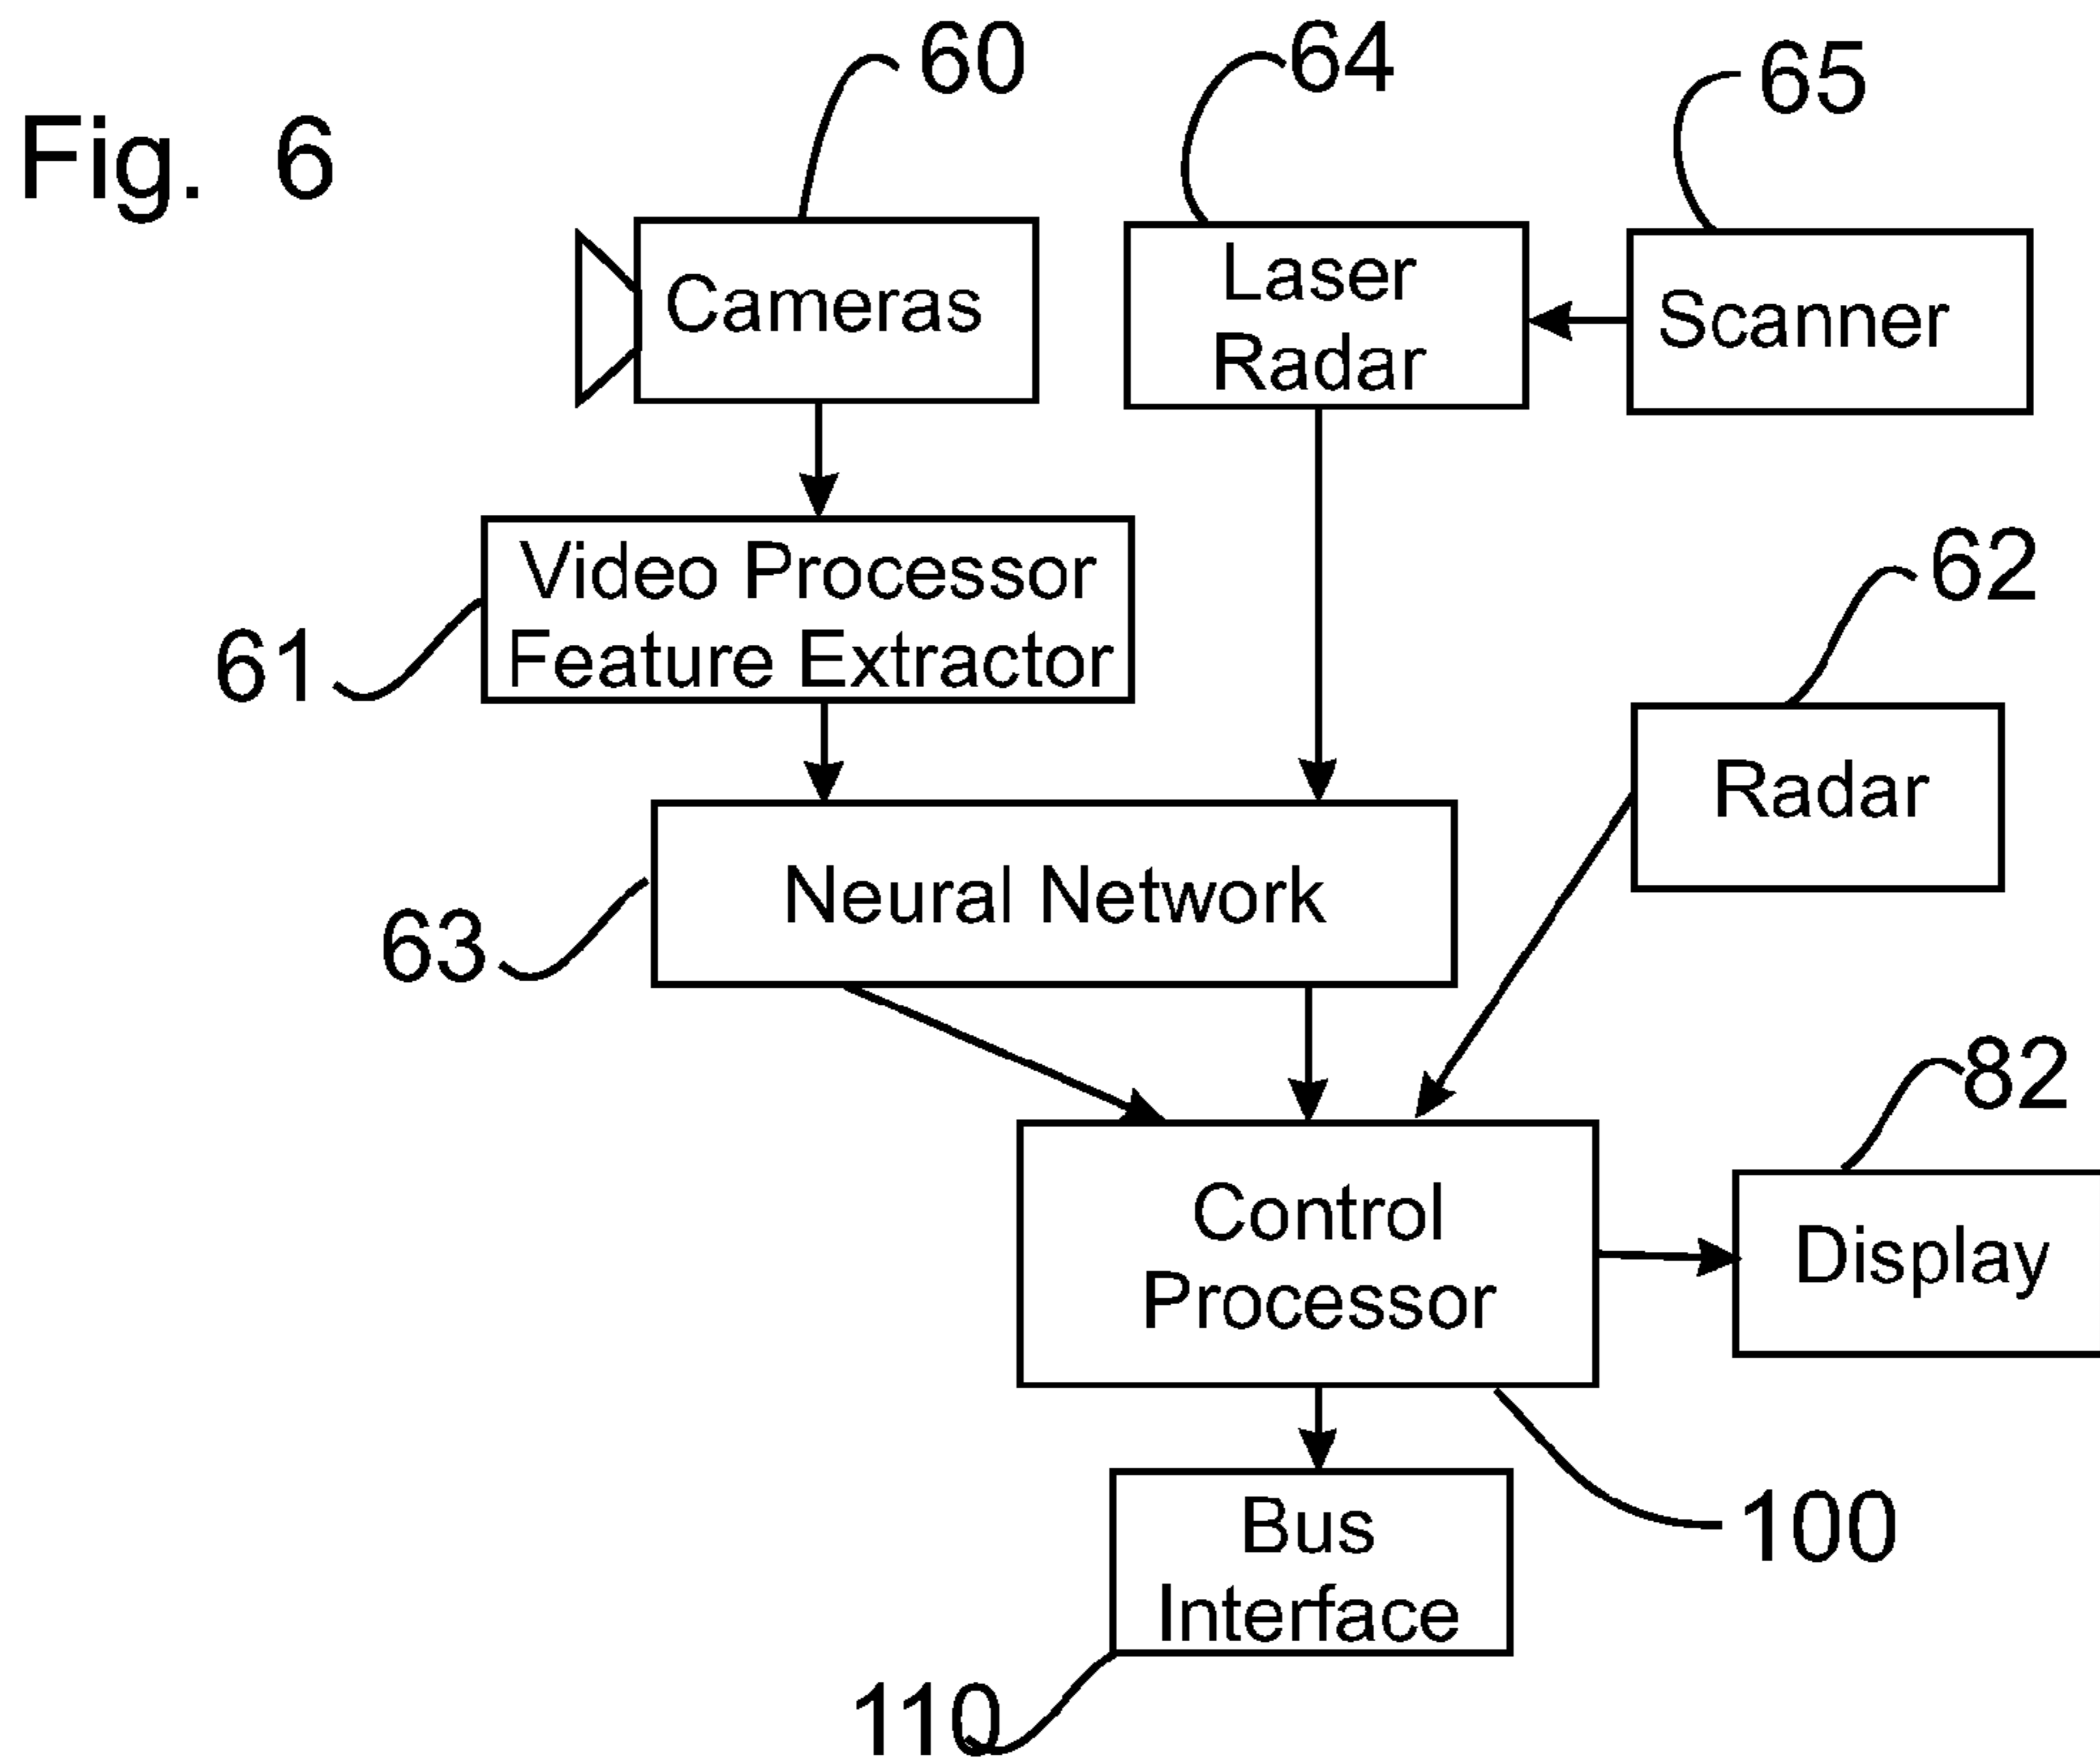 Fig. 6
60
64
65
Cameras
Laser
Radar
Scanner
Video Processor
Feature Extractor
61
62
Radar
Neural Network
63
82
Control
Processor
Display
100
Bus
Interface
110